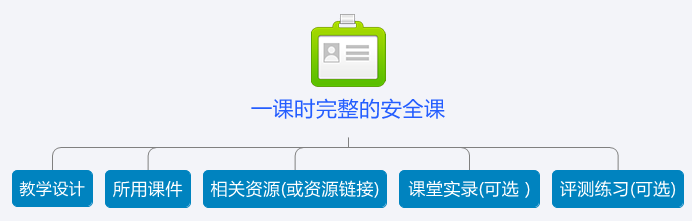 一课时完整的安全课
教学设计
所用课件
相关资源(或资源链接)
课堂实录(可选 )
评测练习(可选)